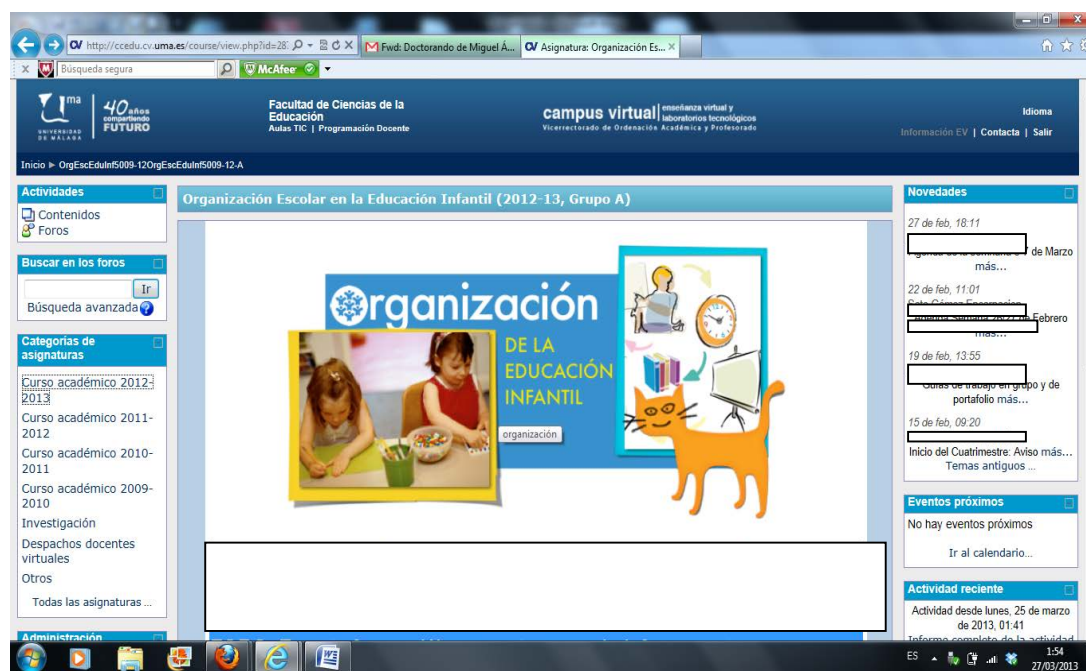 http://ccedu.cv.uma.es/course/view.php?id=28
Fwd: Doctorando de Miguel Á...
Asignatura: Organización Es...
Búsqueda segura
McAfee
uma
UNIVERSIDAD
DE MÁLAGA
40 años
compartiendo
FUTURO
Facultad de Ciencias de la
Educación
Aulas TIC | Programación Docente
campus virtual
enseñanza virtual y
laboratorios tecnológicos
Vicerrectorado de Ordenación Académica y Profesorado
Idioma
Información EV | Contacta | Salir
Inicio ► OrgEscEduInf5009-12OrgEscEduInf5009-12-A
Actividades
Contenidos
Foros
Buscar en los foros
Ir
Búsqueda avanzada
Categorías de
asignaturas
Curso académico 2012-
2013
Curso académico 2011-
2012
Curso académico 2010-
2011
Curso académico 2009-
2010
Investigación
Despachos docentes
virtuales
Otros
Todas las asignaturas ...
Administración
Organización Escolar en la Educación Infantil (2012-13, Grupo A)
Organización
DE LA
EDUCACIÓN
INFANTIL
organización
Novedades
27 de feb, 18:11
de Marzo
más...
22 de feb, 11:01
de Febrero
más...
19 de feb, 13:55
Guías de trabajo en grupo y de
portafolio más...
15 de feb, 09:20
Inicio del Cuatrimestre: Aviso más...
Temas antiguos ...
Eventos próximos
No hay eventos próximos
Ir al calendario...
Actividad reciente
Actividad desde lunes, 25 de marzo
de 2013, 01:41
Informe completo de la actividad
ES
1:54
27/03/2013